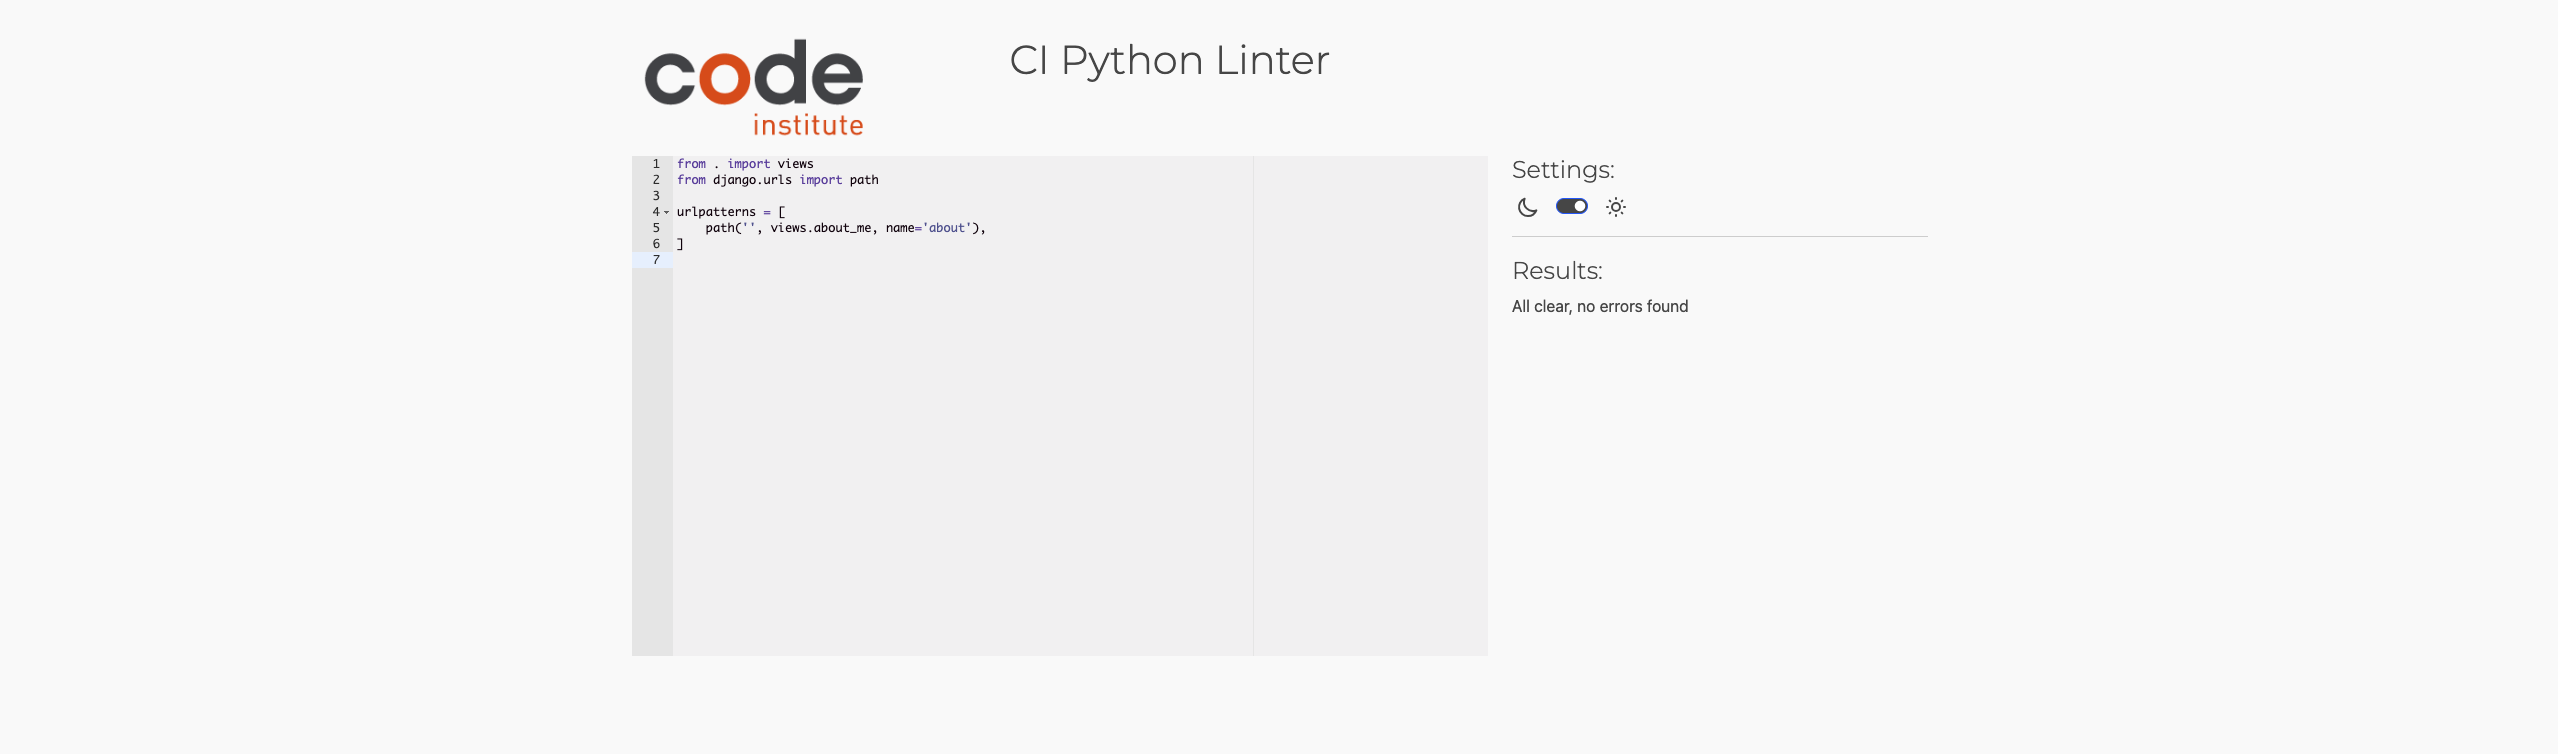 code
institute
CI Python Linter
1 from . import views
2 from django.urls import path
3
4 urlpatterns = [
5     path('', views.about_me, name='about'),
6 ]
7
Settings:
Results:
All clear, no errors found